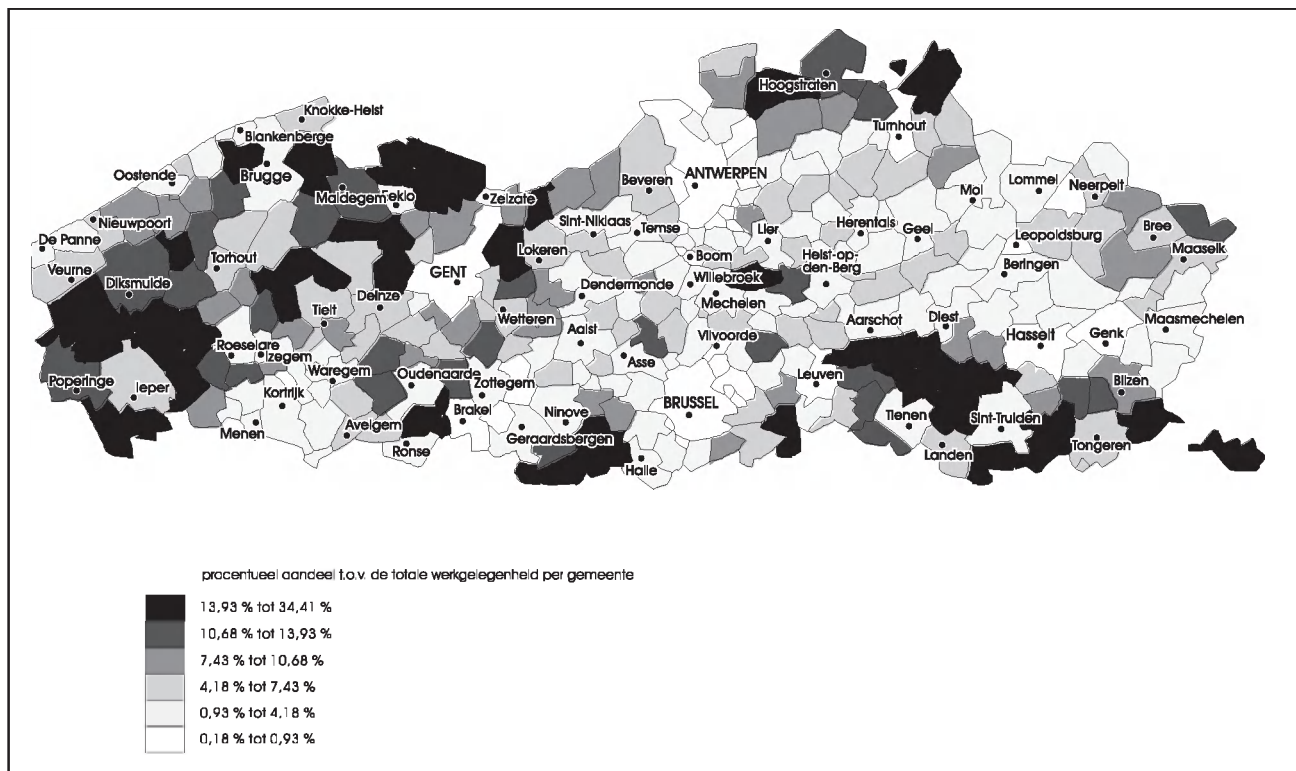 Knokke-Heist
Blankenberge
Hoogstraten
Turnhout
Oostende
Brugge
Maldegem
Eeklo
Zelzate
Beveren
ANTWERPEN
Mol
Lommel
Neerpelt
Nieuwpoort
De Panne
Veurne
Torhout
Diksmuide
Sint-Niklaas
Temse
Lokeren
GENT
Lier
Herentals
Geel
Leopoldsburg
Bree
Maaseik
Boom
Heist-op-
den-Berg
Beringen
Willebroek
Mechelen
Dendermonde
Deinze
Tielt
Wetteren
Aalst
Asse
Vilvoorde
Aarschot
Diest
Hasselt
Genk
Maasmechelen
Roeselare
Izegem
Waregem
Oudenaarde
Zottegem
Poperinge
Ieper
Kortrijk
Menen
Avelgem
Brakel
Ronse
Ninove
Geraardsbergen
BRUSSEL
Halle
Leuven
Tienen
Sint-Truiden
Landen
Bilzen
Tongeren
procentueel aandeel t.o.v. de totale werkgelegenheid per gemeente
13,93 % tot 34,41 %
10,68 % tot 13,93 %
7,43 % tot 10,68 %
4,18 % tot 7,43 %
0,93 % tot 4,18 %
0,18 % tot 0,93 %